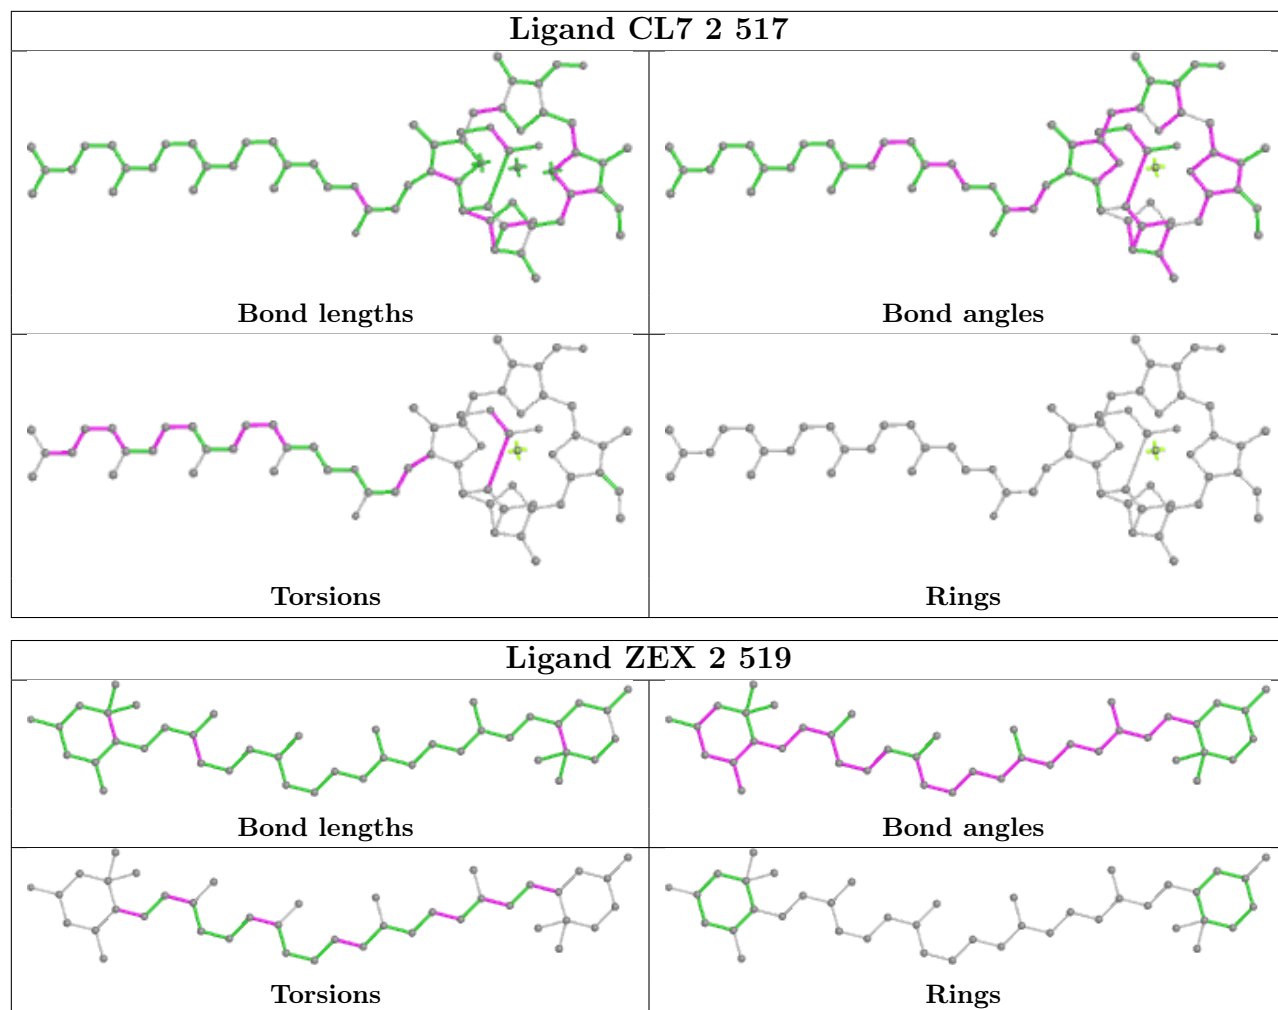 Ligand CL7 2 517
Bond lengths
Bond angles
Torsions
Rings
Ligand ZEX 2 519
Bond lengths
Bond angles
Torsions
Rings